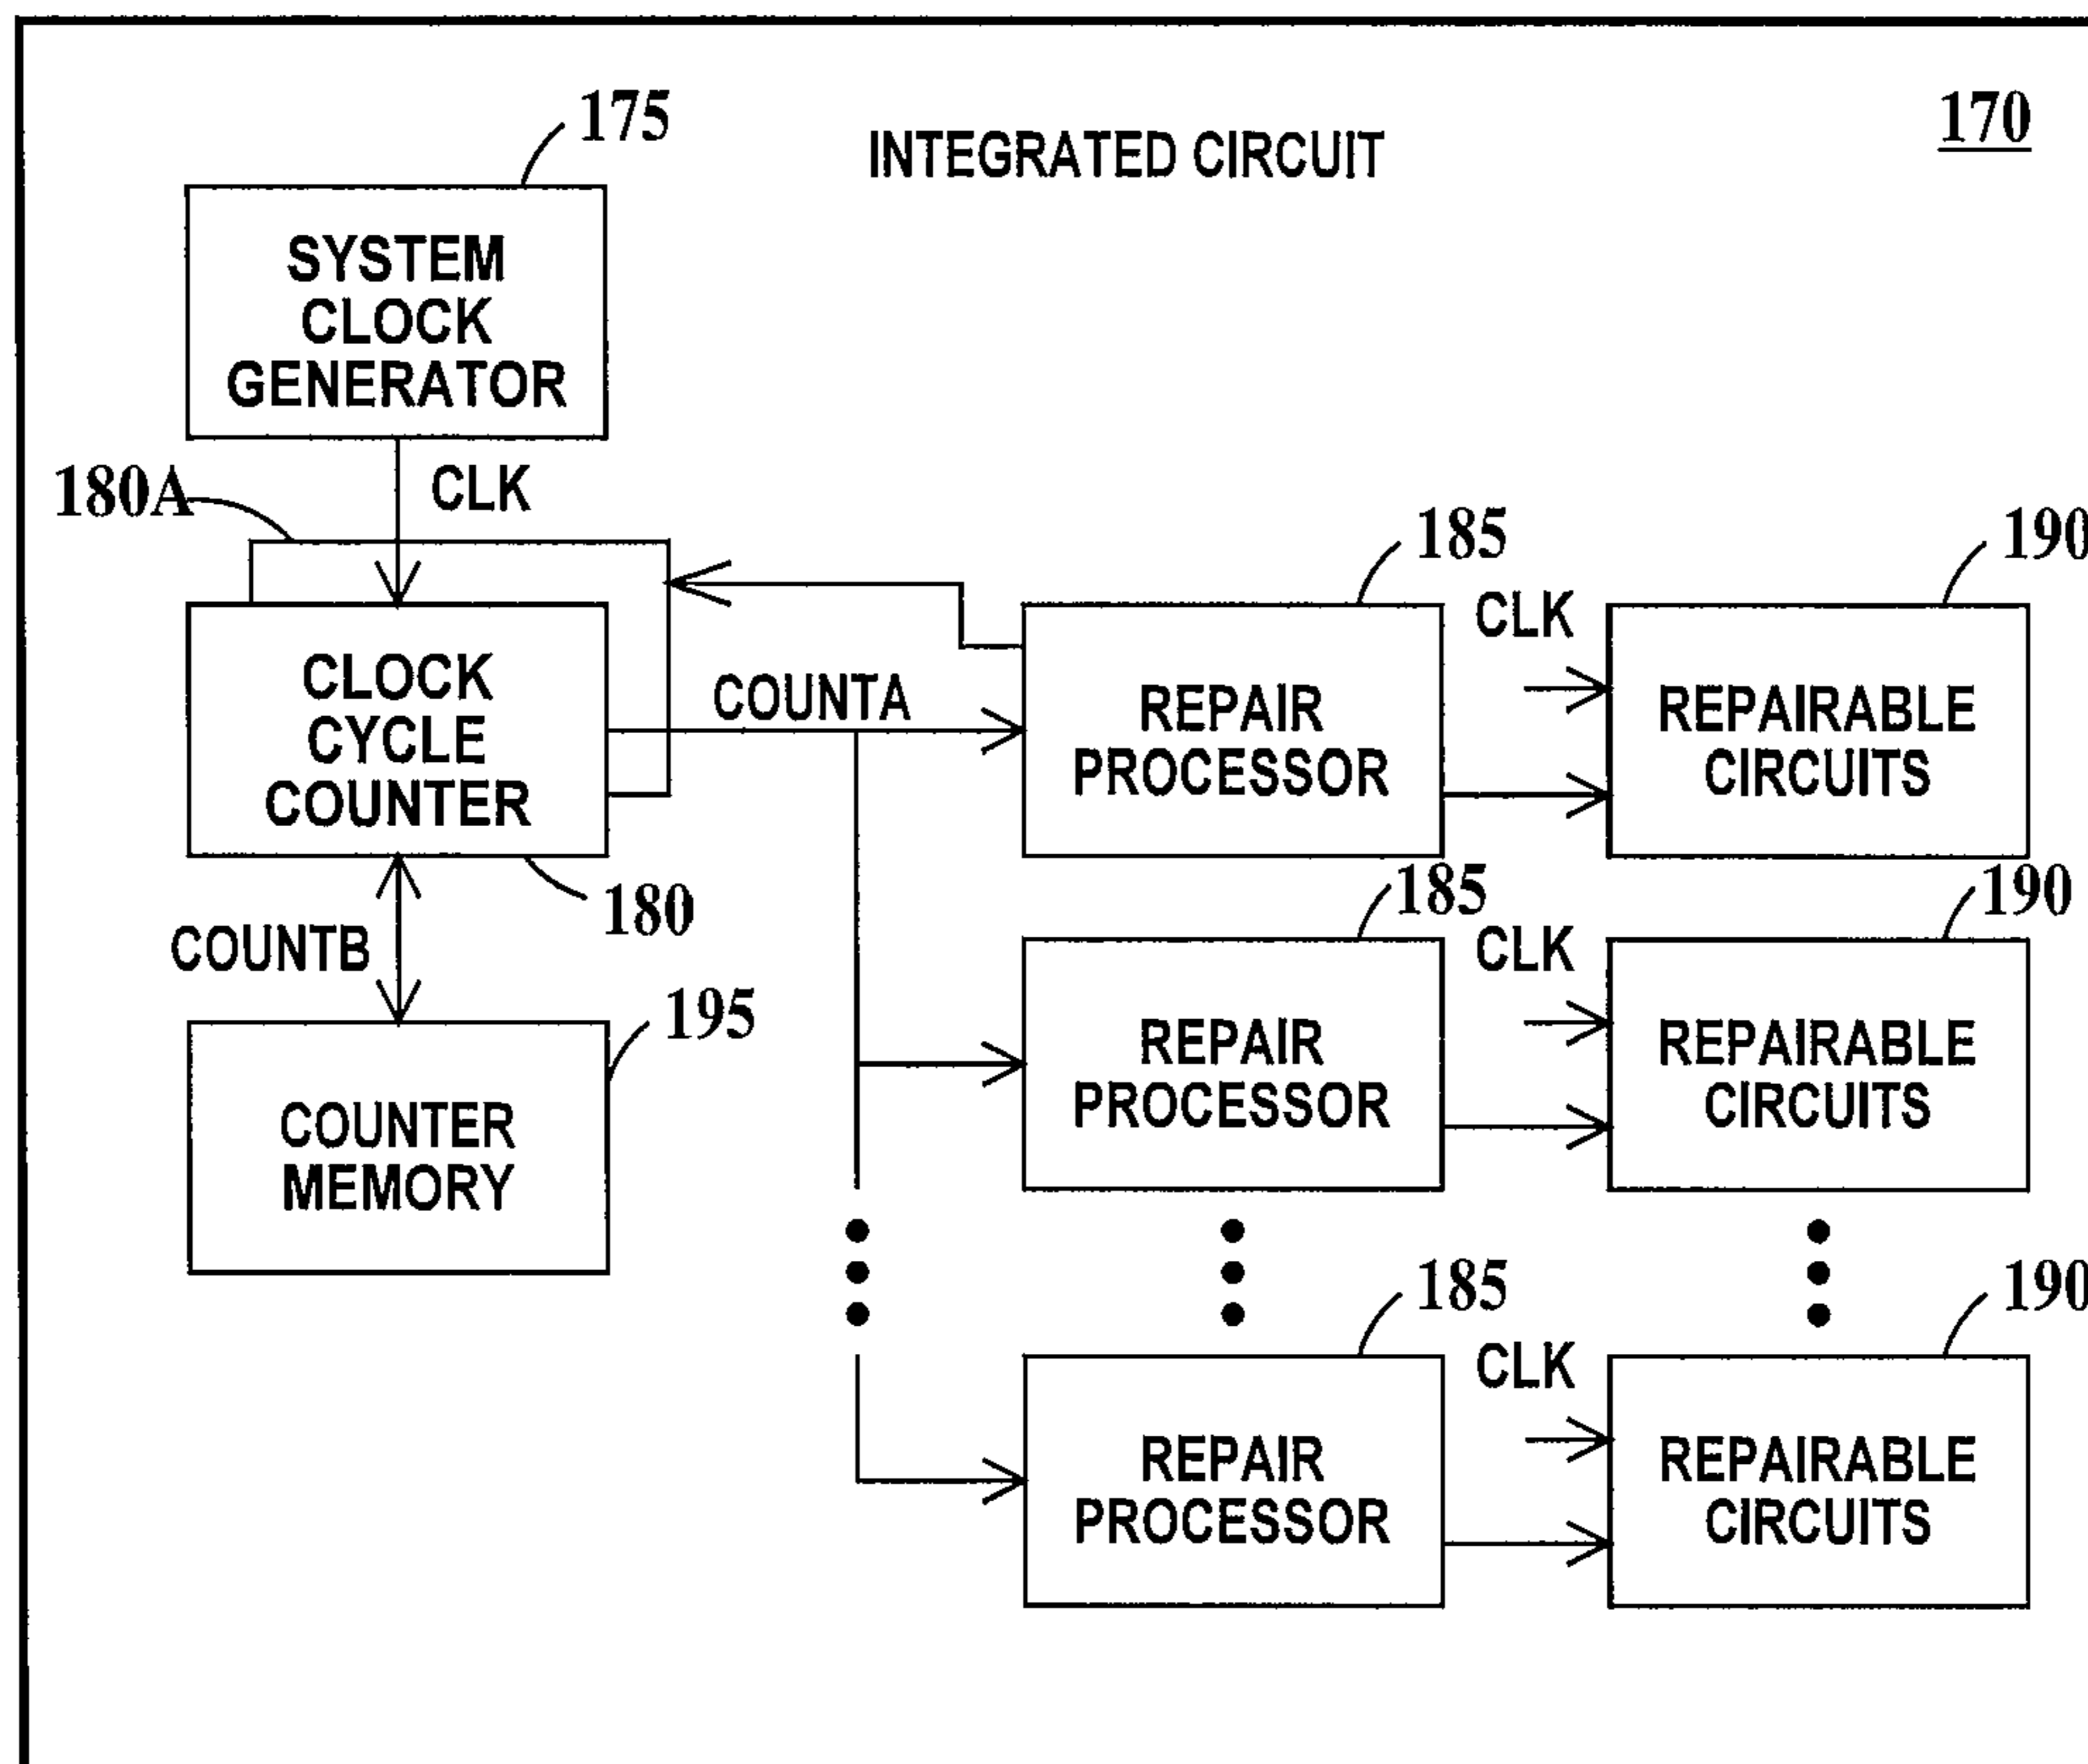 175
INTEGRATED CIRCUIT
170
SYSTEM
CLOCK
GENERATOR
180A
CLK
185
190
CLK
CLOCK
CYCLE
COUNTER
COUNTA
REPAIR
PROCESSOR
REPAIRABLE
CIRCUITS
180
185
190
CLK
COUNTB
195
REPAIR
PROCESSOR
REPAIRABLE
CIRCUITS
COUNTER
MEMORY
185
190
CLK
REPAIR
PROCESSOR
REPAIRABLE
CIRCUITS